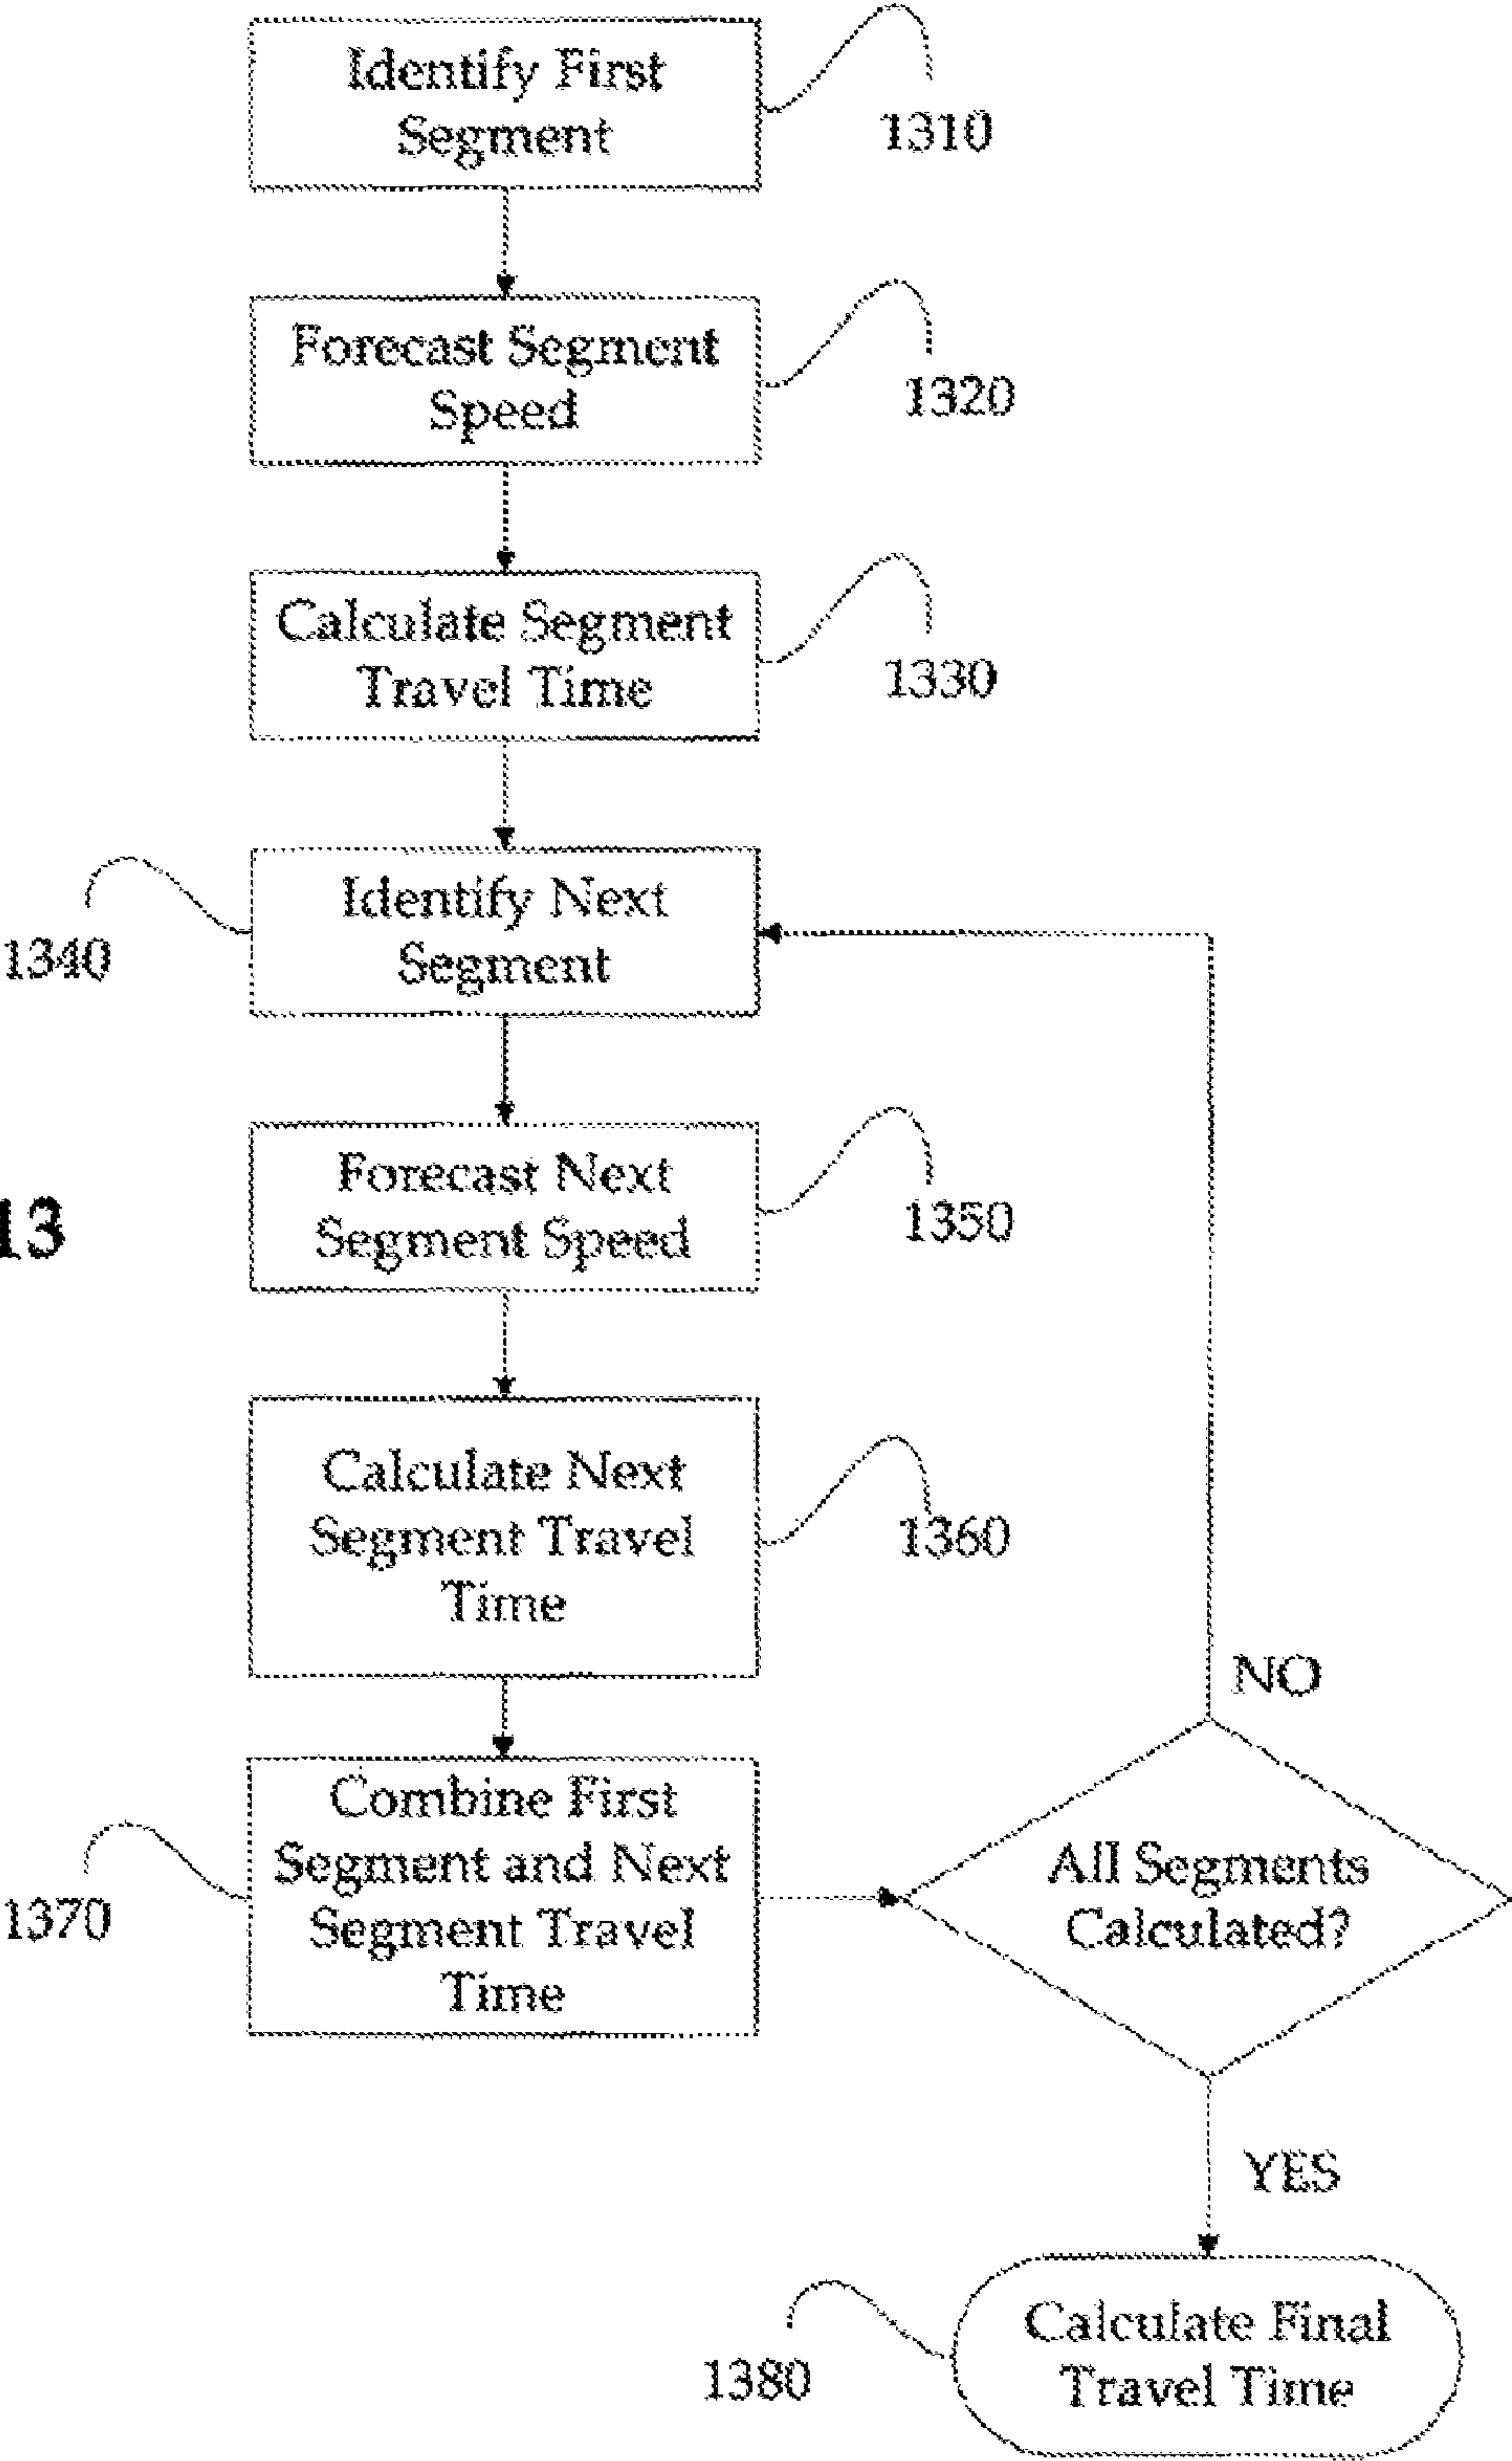 Identify First
Segment
1310
Forecast Segment
Speed
1320
Calculate Segment
Travel Time
1330
Identify Next
Segment
1340
Forecast Next
Segment Speed
1350
13
Calculate Next
Segment Travel
Time
1360
NO
Combine First
Segment and Next
Segment Travel
Time
1370
All Segments
Calculated?
YES
Calculate Final
Travel Time
1380